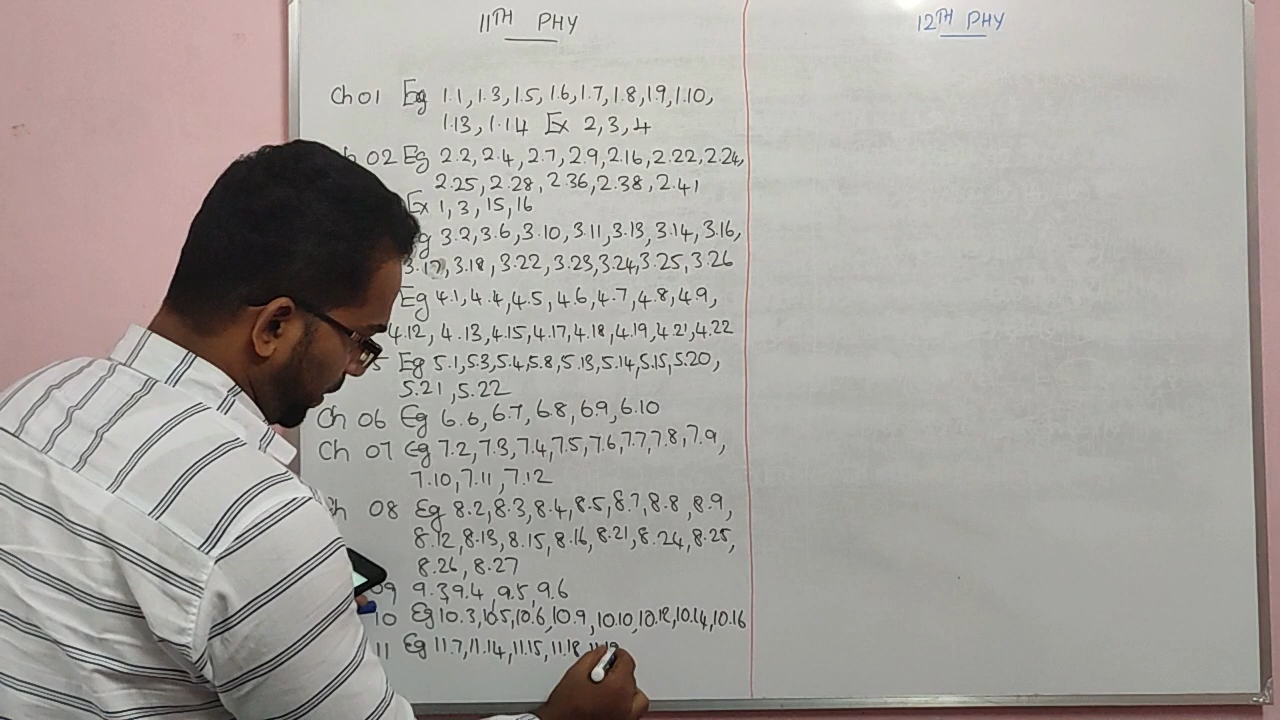 11TH PHY
12TH PHY
Ch 01 Eg 1.1, 1.3, 1.5, 1.6, 1.7, 1.8, 1.9, 1.10,
1.13, 1.14 Ex 2, 3, 4
02 Eg 2.2, 2.4, 2.7, 2.9, 2.16, 2.22, 2.24,
2.25, 2.28, 2.36, 2.38, 2.41
Ex 1, 3, 15, 16
3.2, 3.6, 3.10, 3.11, 3.13, 3.14, 3.16,
3.17, 3.18, 3.22, 3.23, 3.24, 3.25, 3.26
Eg 4.1, 4.4, 4.5, 4.6, 4.7, 4.8, 4.9,
4.12, 4.13, 4.15, 4.17, 4.18, 4.19, 4.21, 4.22
Eg 5.1, 5.3, 5.4, 5.8, 5.13, 5.14, 5.15, 5.20,
5.21, 5.22
Ch 06 Eg 6.6, 6.7, 6.8, 6.9, 6.10
Ch 07 Eg 7.2, 7.3, 7.4, 7.5, 7.6, 7.7, 7.8, 7.9,
7.10, 7.11, 7.12
Ch 08 Eg 8.2, 8.3, 8.4, 8.5, 8.7, 8.8, 8.9,
8.12, 8.13, 8.15, 8.16, 8.21, 8.24, 8.25,
8.26, 8.27
09 9.3, 9.4, 9.5, 9.6
10 Eg 10.3, 10.5, 10.6, 10.9, 10.10, 10.12, 10.14, 10.16
11 Eg 11.7, 11.14, 11.15, 11.18